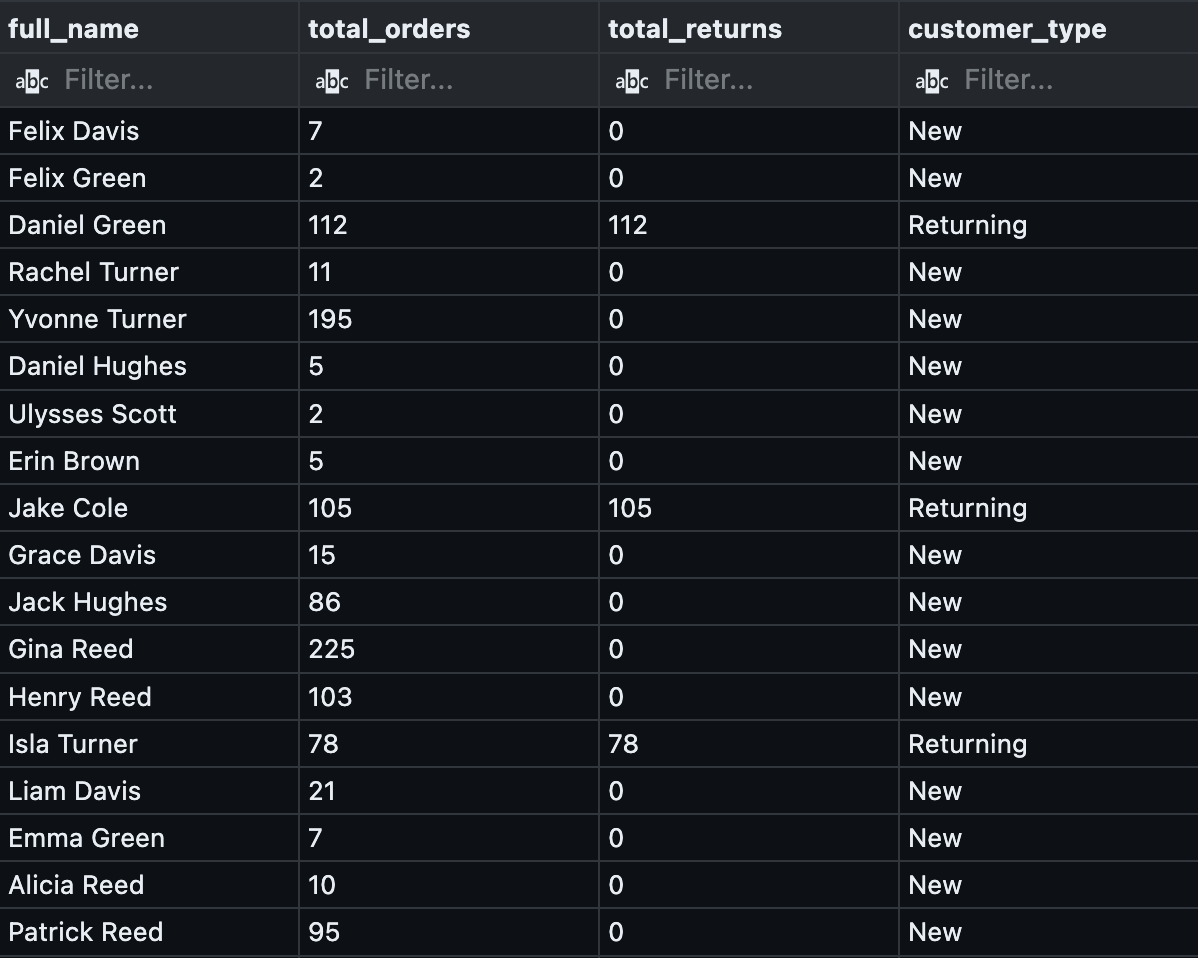 full_name total_orders total_returns customer_type
abc Filter... abc Filter... abc Filter... abc Filter...
Felix Davis 7 0 New
Felix Green 2 0 New
Daniel Green 112 112 Returning
Rachel Turner 11 0 New
Yvonne Turner 195 0 New
Daniel Hughes 5 0 New
Ulysses Scott 2 0 New
Erin Brown 5 0 New
Jake Cole 105 105 Returning
Grace Davis 15 0 New
Jack Hughes 86 0 New
Gina Reed 225 0 New
Henry Reed 103 0 New
Isla Turner 78 78 Returning
Liam Davis 21 0 New
Emma Green 7 0 New
Alicia Reed 10 0 New
Patrick Reed 95 0 New